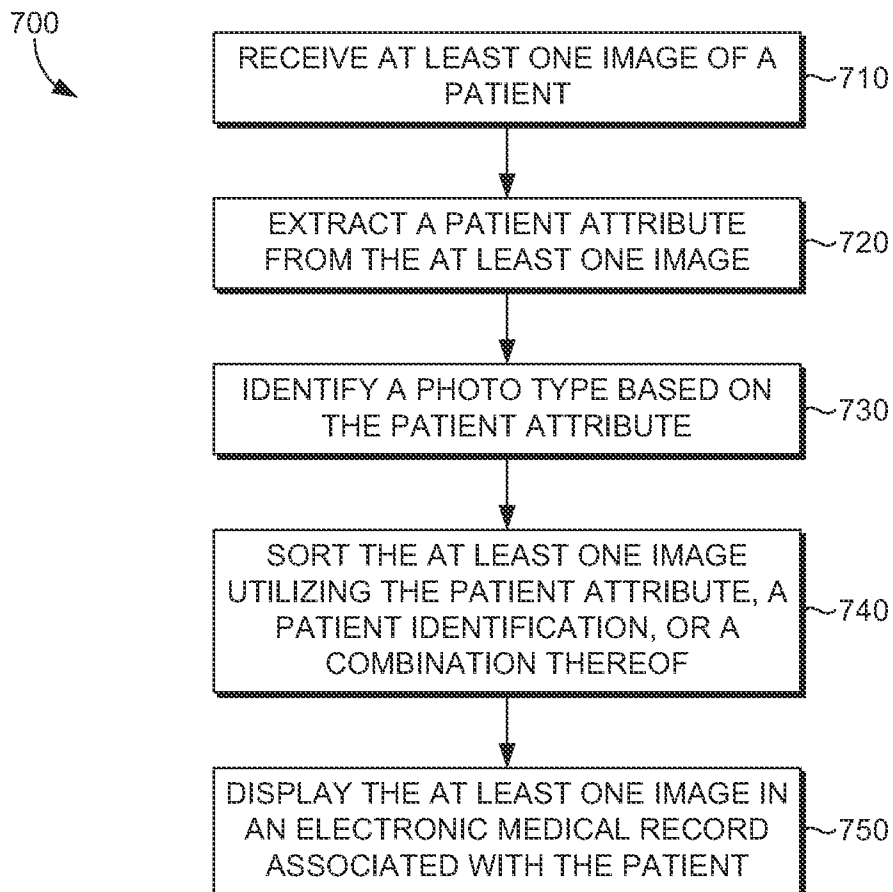 700
RECEIVE AT LEAST ONE IMAGE OF A
PATIENT
710
EXTRACT A PATIENT ATTRIBUTE
FROM THE AT LEAST ONE IMAGE
720
IDENTIFY A PHOTO TYPE BASED ON
THE PATIENT ATTRIBUTE
730
SORT THE AT LEAST ONE IMAGE
UTILIZING THE PATIENT ATTRIBUTE, A
PATIENT IDENTIFICATION, OR A
COMBINATION THEREOF
740
DISPLAY THE AT LEAST ONE IMAGE IN
AN ELECTRONIC MEDICAL RECORD
ASSOCIATED WITH THE PATIENT
750